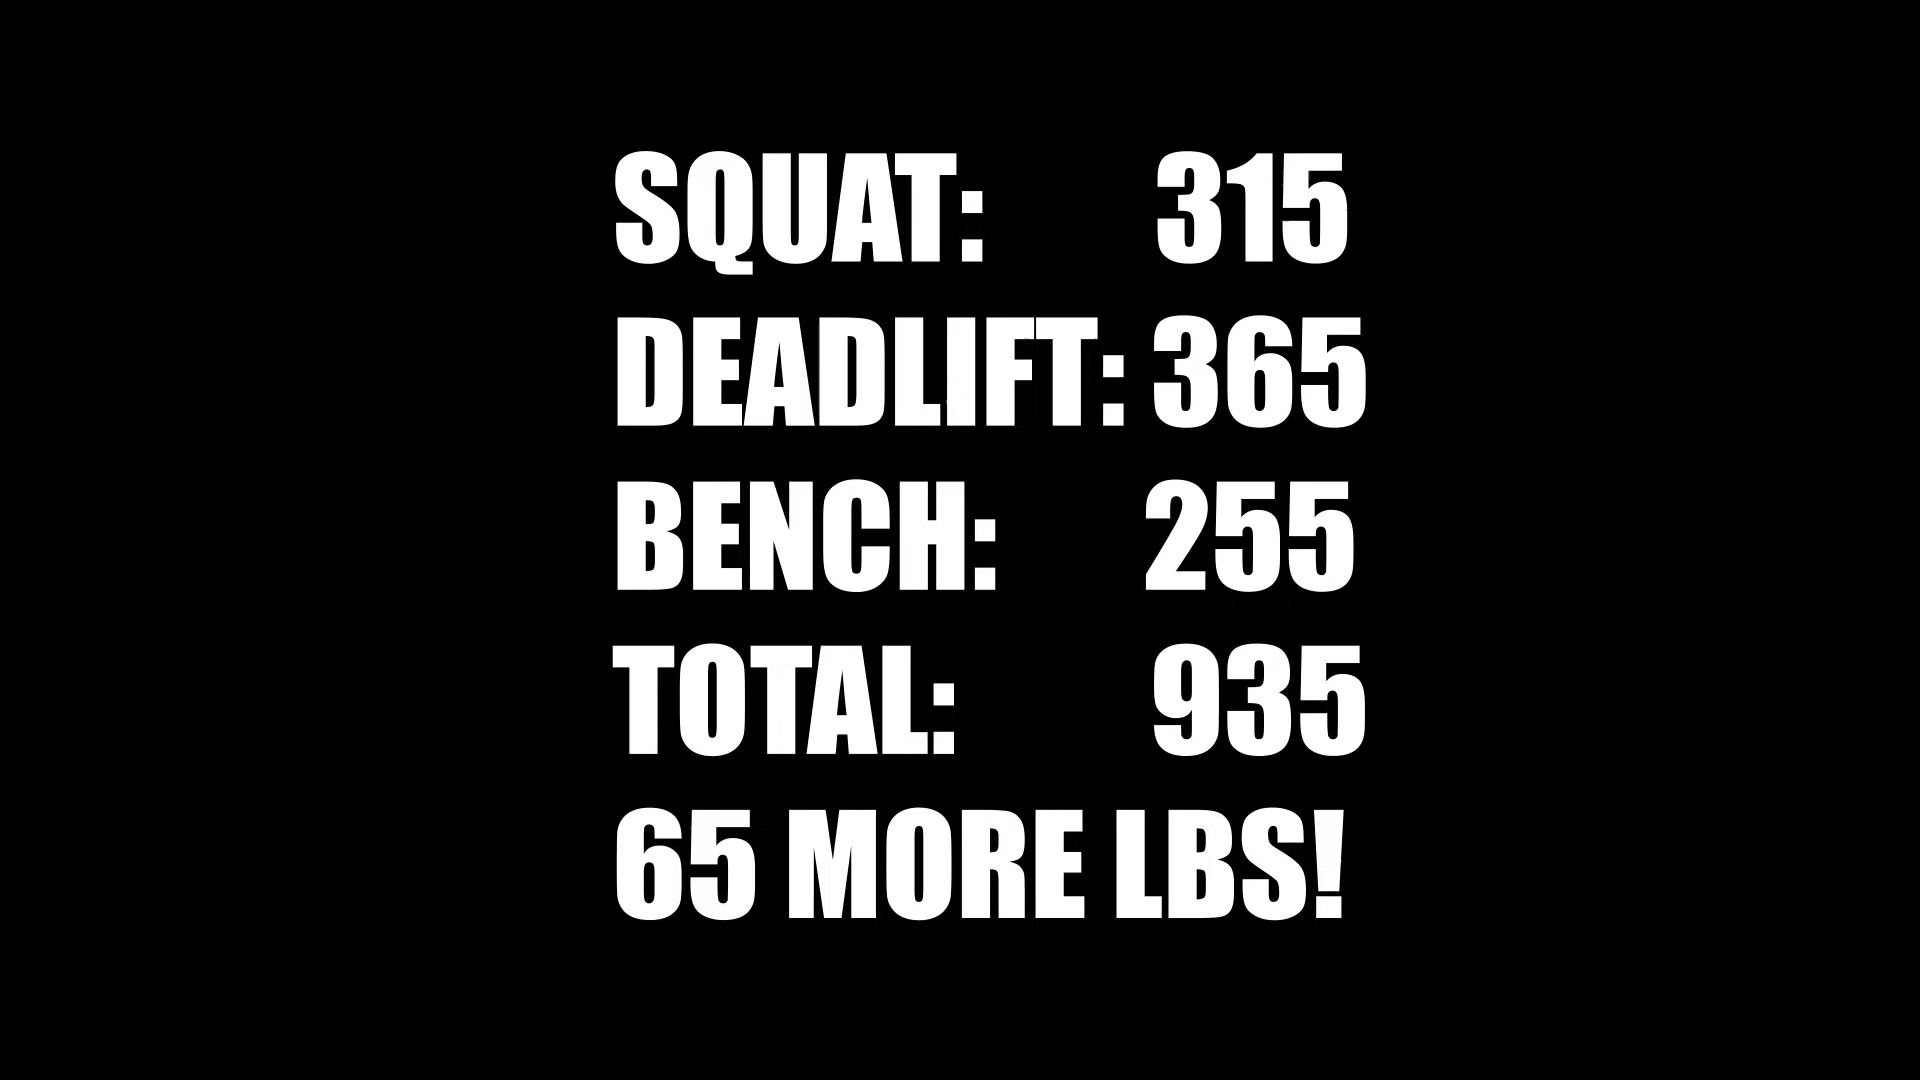 SQUAT: 315
DEADLIFT: 365
BENCH: 255
TOTAL: 935
65 MORE LBS!